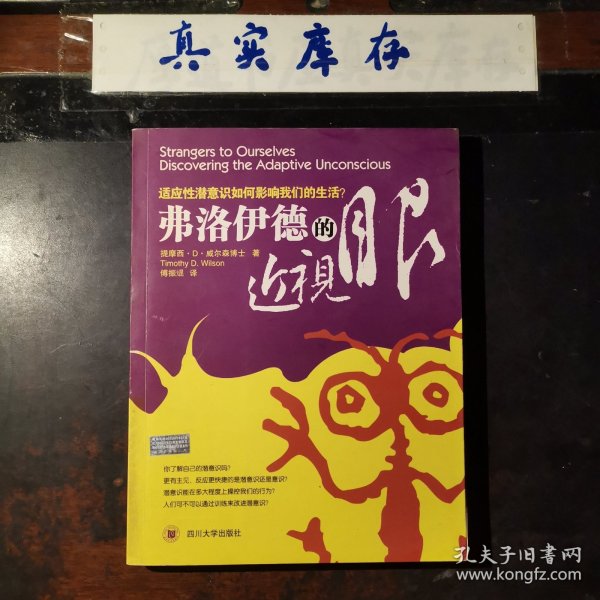 真实库存
Strangers to Ourselves
Discovering the Adaptive Unconscious
适应性潜意识如何影响我们的生活?
弗洛伊德的
近視眼
提摩西·D·威尔森博士 著
Timothy D. Wilson
傅振焜 译
你了解自己的潜意识吗?
更有主见、反应更快捷的是潜意识还是意识?
潜意识能在多大程度上操控我们的行为?
人们可不可以通过训练来改进潜意识?
四川大学出版社
孔夫子旧书网
www.kongfz.com